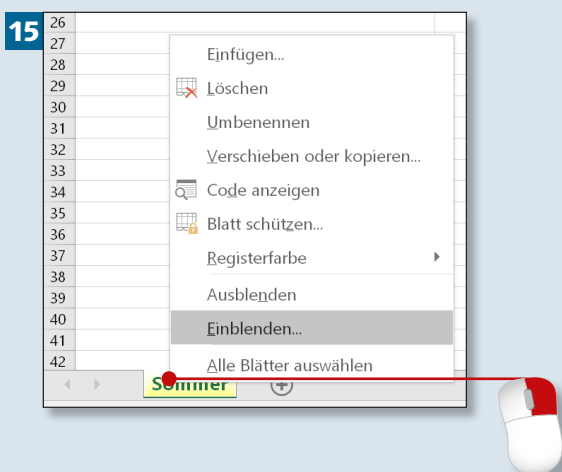 15
26
27
28
29
30
31
32
33
34
35
36
37
38
39
40
41
42
Einfügen...
Löschen
Umbenennen
Verschieben oder kopieren...
Code anzeigen
Blatt schützen...
Registerfarbe
Ausblenden
Einblenden...
Alle Blätter auswählen
Sommer